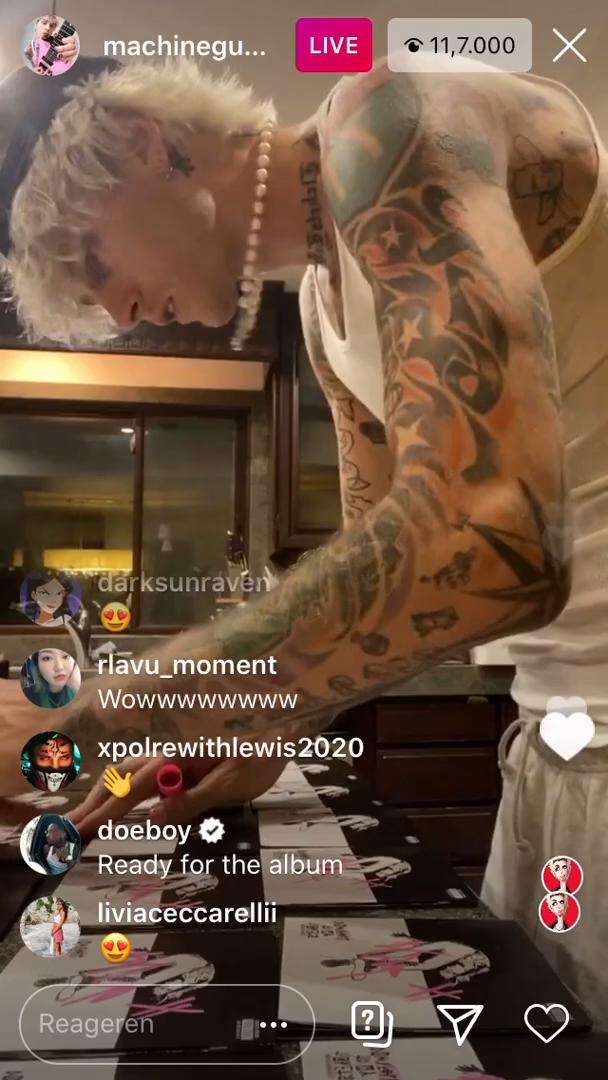 machinegu...
LIVE
11,7.000
darksunraven
rlavu_moment
Wowwwwwwww
xpolrewithlewis2020
doeboy
Ready for the album
liviaceccarellii
Reageren